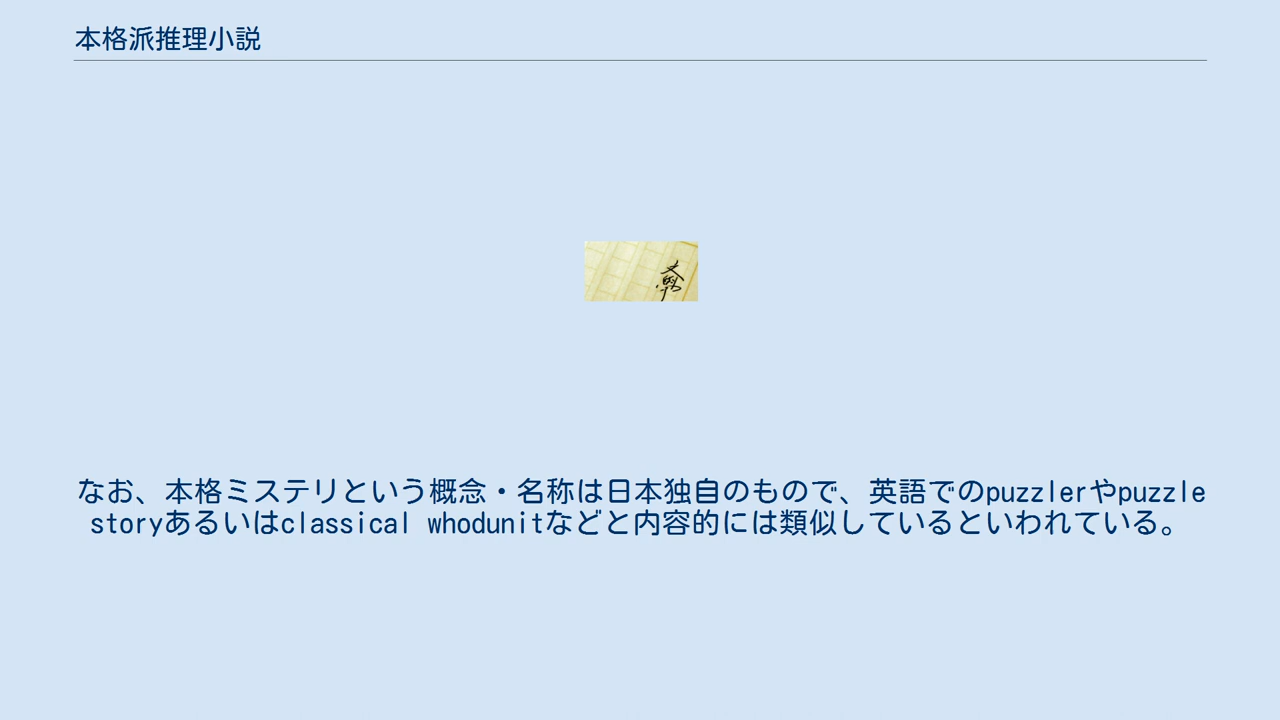 本格派推理小説
なお、本格ミステリという概念・名称は日本独自のもので、英語でのpuzzlerやpuzzle
storyあるいはclassical whodunitなどと内容的には類似しているといわれている。